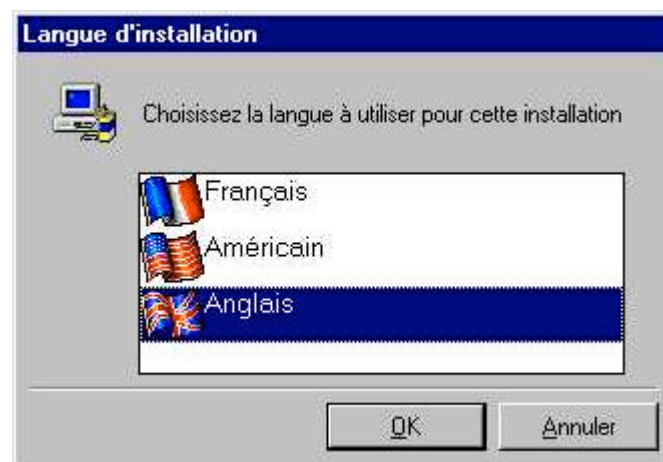 Langue d'installation
Choisissez la langue à utiliser pour cette installation
Français
Américain
Anglais
OK
Annuler